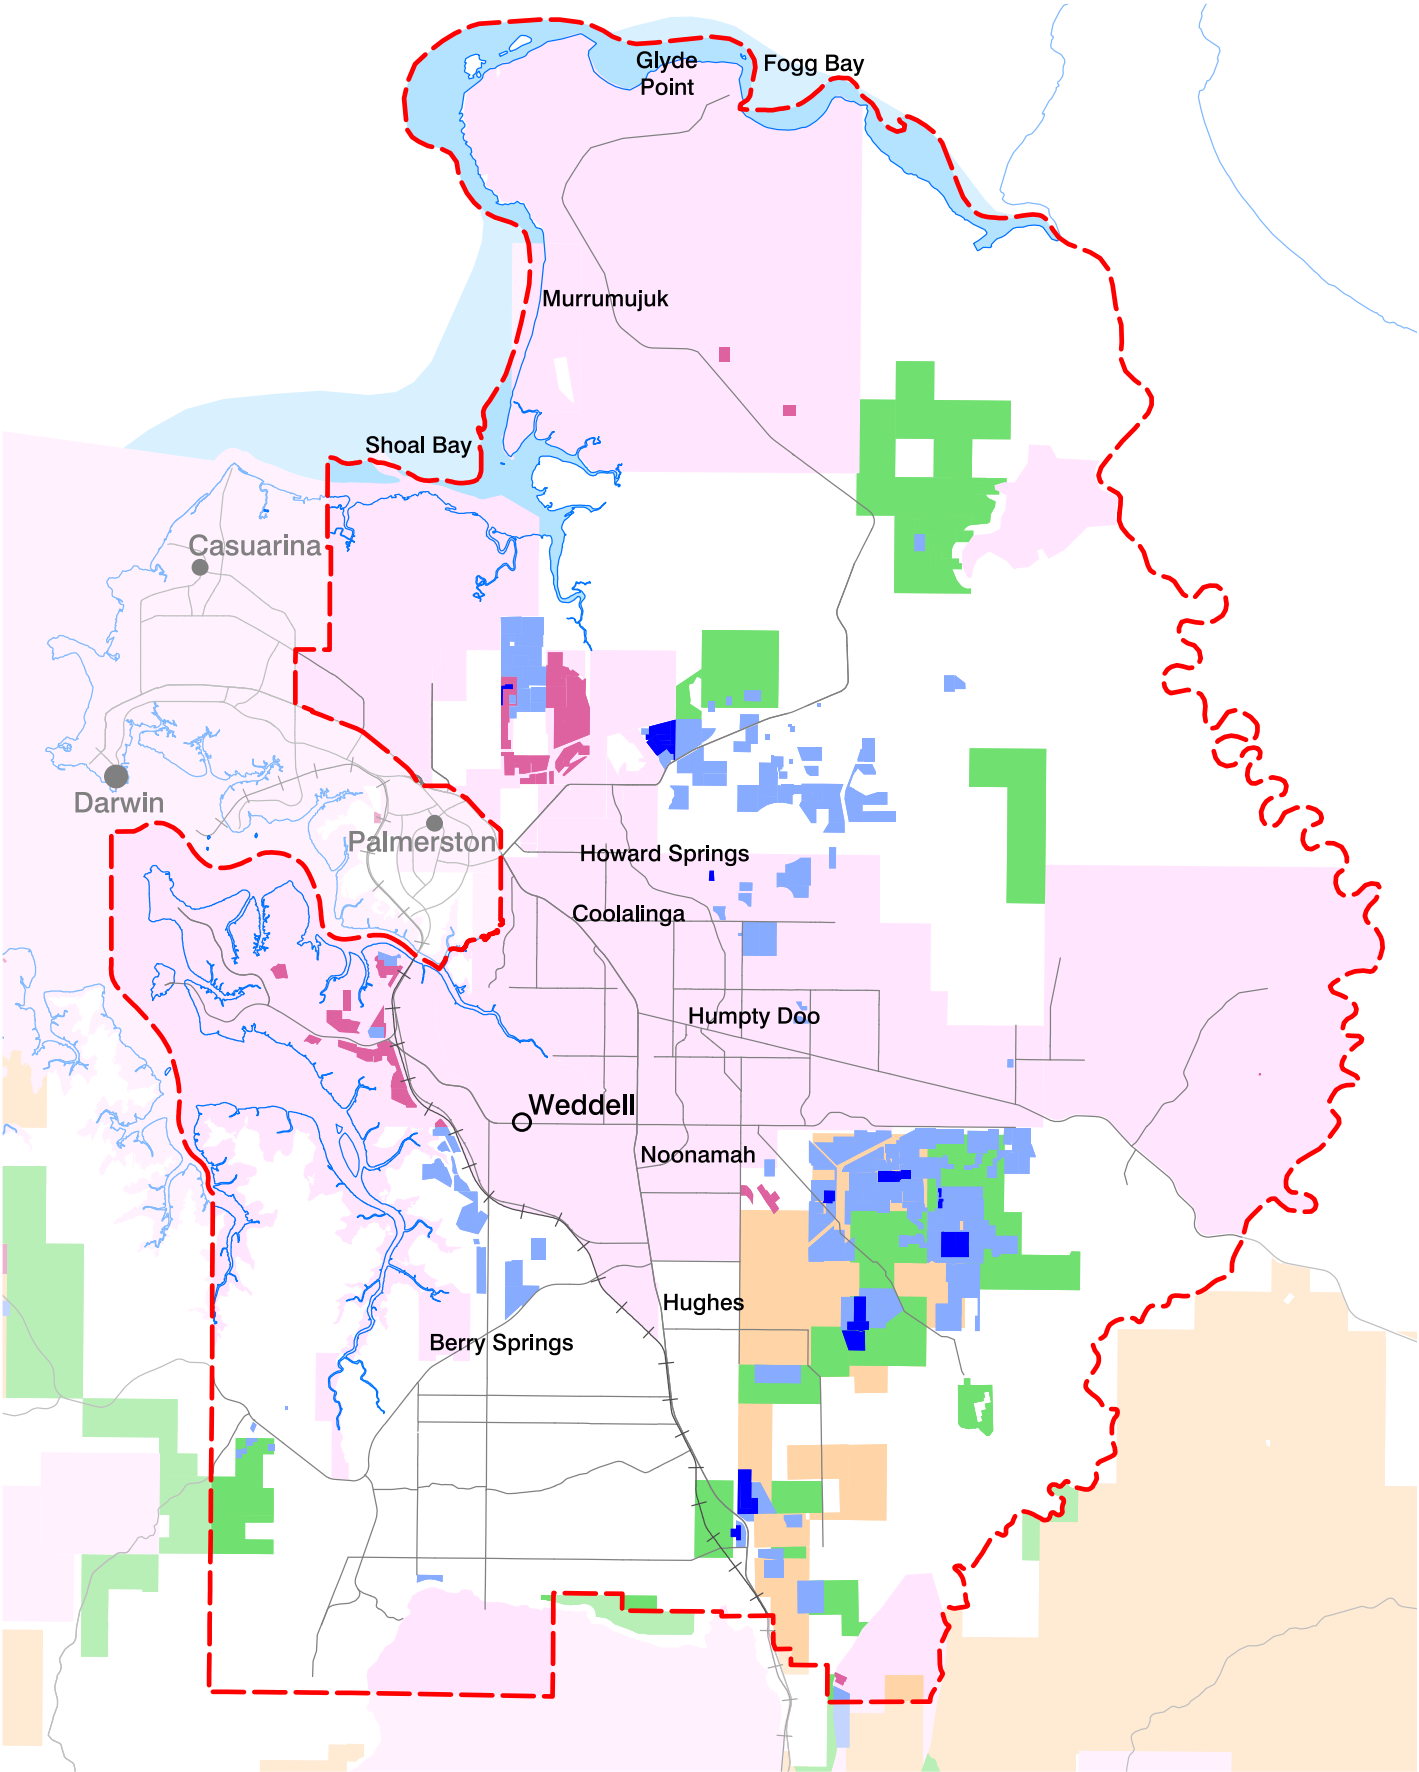 Glyde
Point
Fogg Bay
Murrumujuk
Shoal Bay
Casuarina
Darwin
Palmerston
Howard Springs
Coolalinga
Humpty Doo
Weddell
Noonamah
Hughes
Berry Springs